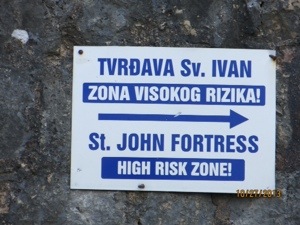 TVRĐAVA Sv. IVAN
ZONA VISOKOG RIZIKA!
St. JOHN FORTRESS
HIGH RISK ZONE!